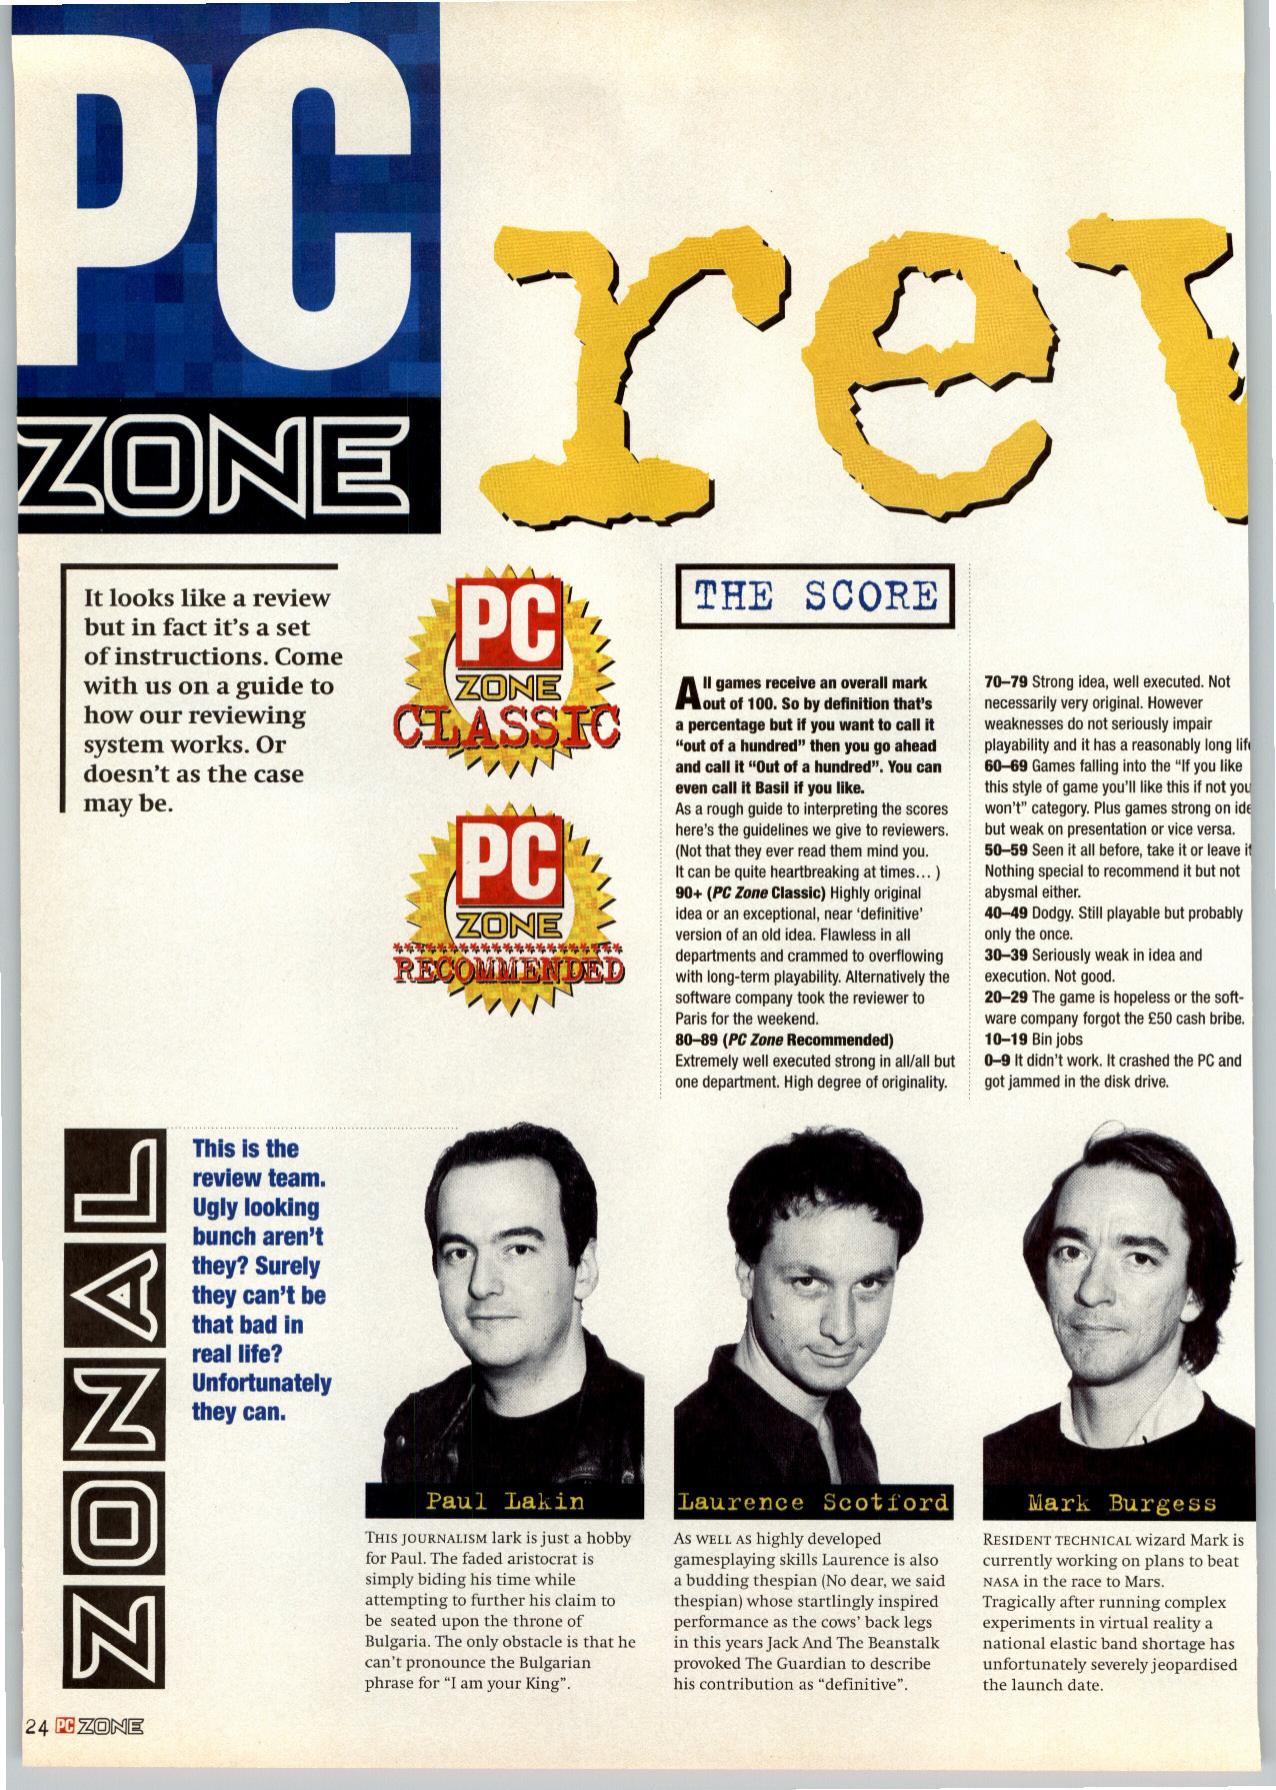 PC
ZONE
rev
It looks like a review
but in fact it's a set
of instructions. Come
with us on a guide to
how our reviewing
system works. Or
doesn't as the case
may be.
PC
ZONE
CLASSIC
PC
ZONE
RECOMMENDED
THE SCORE
All games receive an overall mark
out of 100. So by definition that's
a percentage but if you want to call it
“out of a hundred” then you go ahead
and call it “Out of a hundred”. You can
even call it Basil if you like.
As a rough guide to interpreting the scores
here's the guidelines we give to reviewers.
(Not that they ever read them mind you.
It can be quite heartbreaking at times... )
90+ (PC Zone Classic) Highly original
idea or an exceptional, near ‘definitive’
version of an old idea. Flawless in all
departments and crammed to overflowing
with long-term playability. Alternatively the
software company took the reviewer to
Paris for the weekend.
80–89 (PC Zone Recommended)
Extremely well executed strong in all/all but
one department. High degree of originality.
70–79 Strong idea, well executed. Not
necessarily very original. However
weaknesses do not seriously impair
playability and it has a reasonably long
60–69 Games falling into the “If you like
this style of game you'll like this if not you
won't” category. Plus games strong on
but weak on presentation or vice versa.
50–59 Seen it all before, take it or leave it
Nothing special to recommend it but not
abysmal either.
40–49 Dodgy. Still playable but probably
only the once.
30–39 Seriously weak in idea and
execution. Not good.
20–29 The game is hopeless or the soft-
ware company forgot the £50 cash bribe.
10–19 Bin jobs
0–9 It didn't work. It crashed the PC and
got jammed in the disk drive.
ZONAL
This is the
review team.
Ugly looking
bunch aren't
they? Surely
they can't be
that bad in
real life?
Unfortunately
they can.
Paul Lakin
THIS JOURNALISM lark is just a hobby
for Paul. The faded aristocrat is
simply biding his time while
attempting to further his claim to
be seated upon the throne of
Bulgaria. The only obstacle is that he
can't pronounce the Bulgarian
phrase for “I am your King”.
Laurence Scotford
AS WELL AS highly developed
gamesplaying skills Laurence is also
a budding thespian (No dear, we said
thespian) whose startlingly inspired
performance as the cows' back legs
in this years Jack And The Beanstalk
provoked The Guardian to describe
his contribution as “definitive”.
Mark Burgess
RESIDENT TECHNICAL wizard Mark is
currently working on plans to beat
NASA in the race to Mars.
Tragically after running complex
experiments in virtual reality a
national elastic band shortage has
unfortunately severely jeopardised
the launch date.
24 PC ZONE